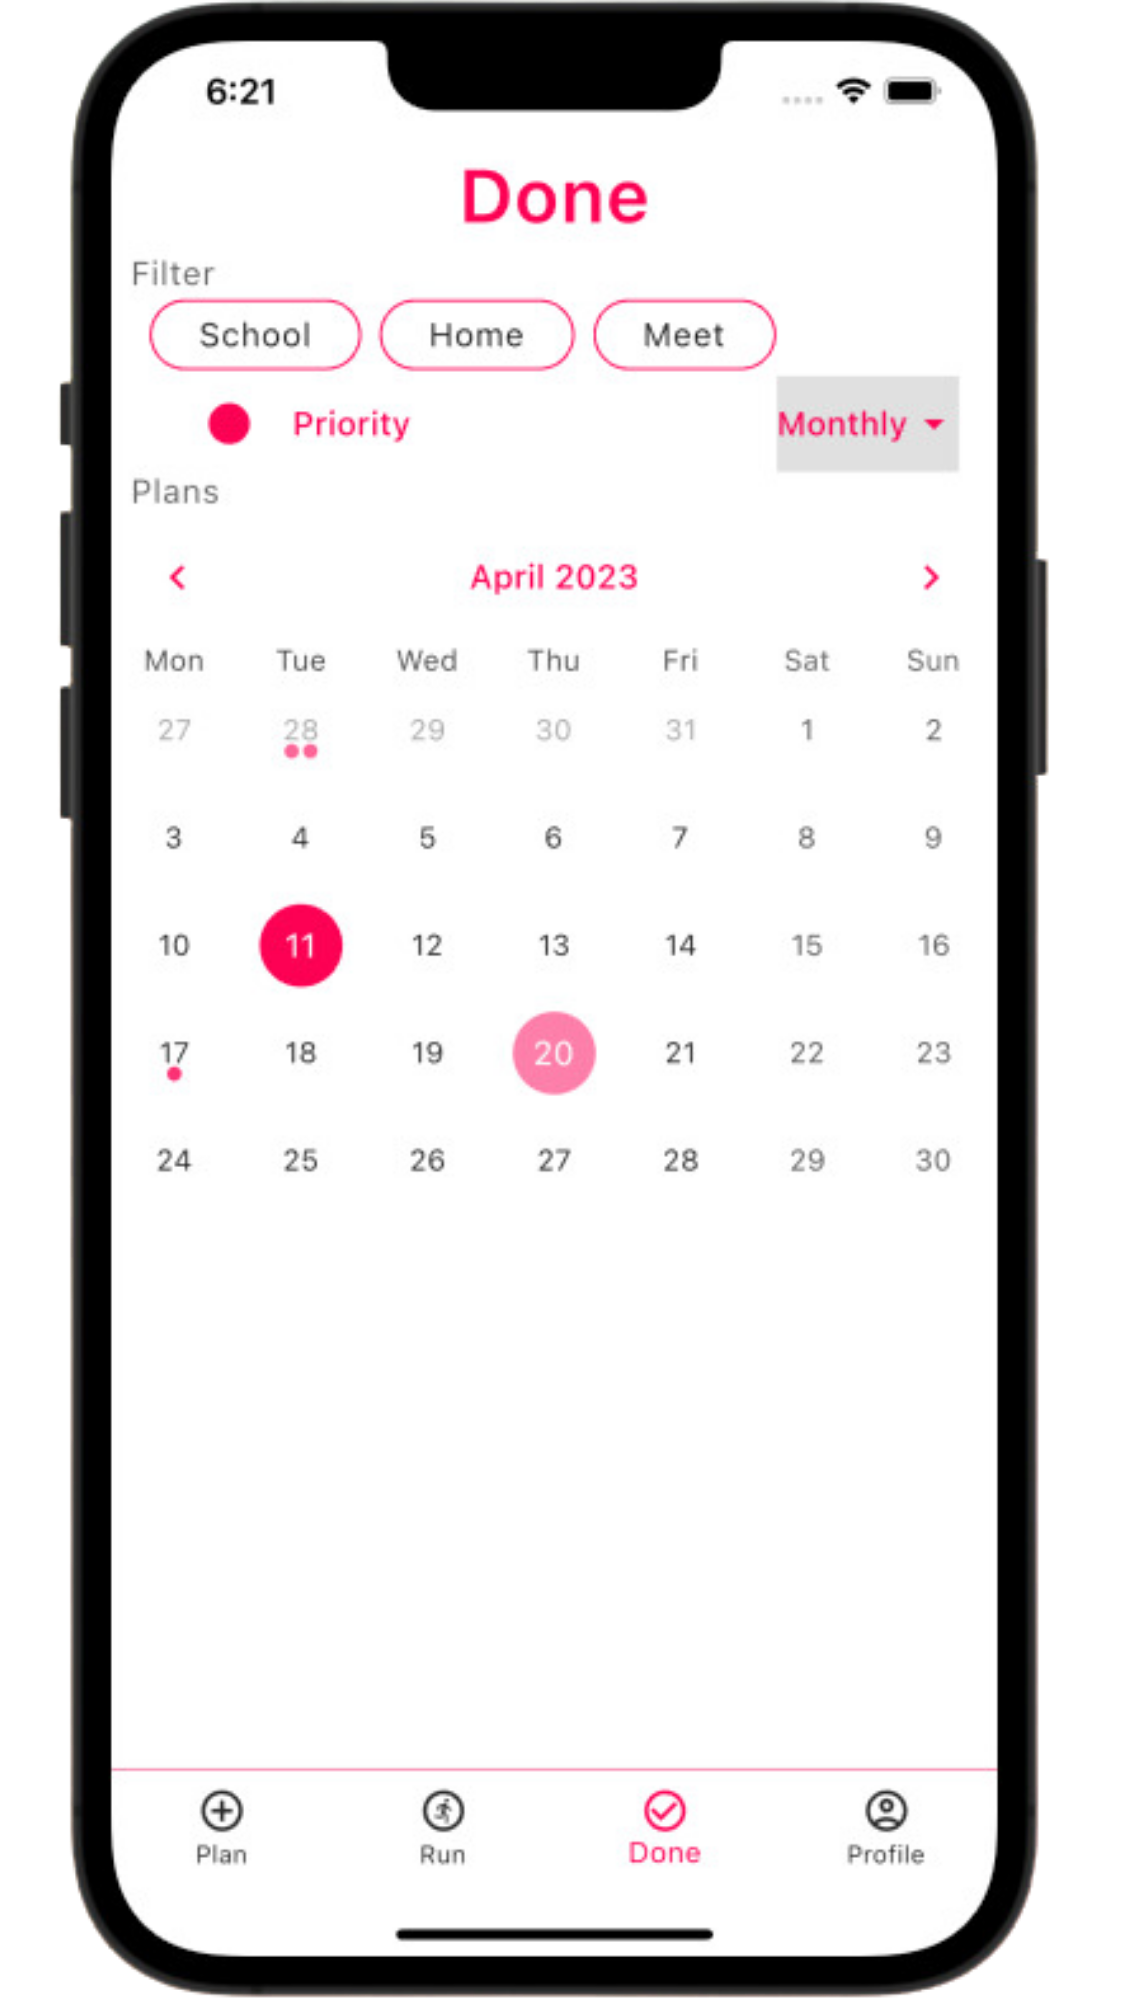 6:21
Done
Filter
School Home Meet
Priority Monthly
Plans
April 2023
Mon Tue Wed Thu Fri Sat Sun
27 28 29 30 31 1 2
3 4 5 6 7 8 9
10 11 12 13 14 15 16
17 18 19 20 21 22 23
24 25 26 27 28 29 30
Plan Run Done Profile